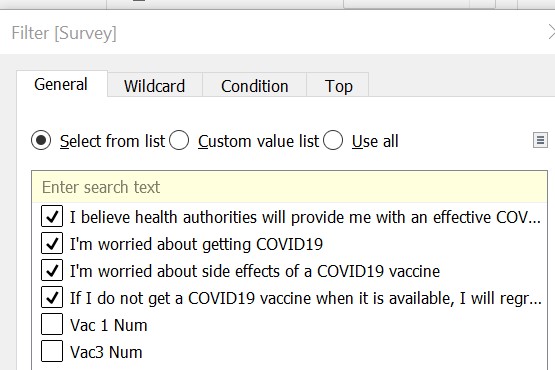 Filter [Survey]
General Wildcard Condition Top
Select from list Custom value list Use all
Enter search text
I believe health authorities will provide me with an effective COV...
I'm worried about getting COVID19
I'm worried about side effects of a COVID19 vaccine
If I do not get a COVID19 vaccine when it is available, I will regr...
Vac 1 Num
Vac3 Num